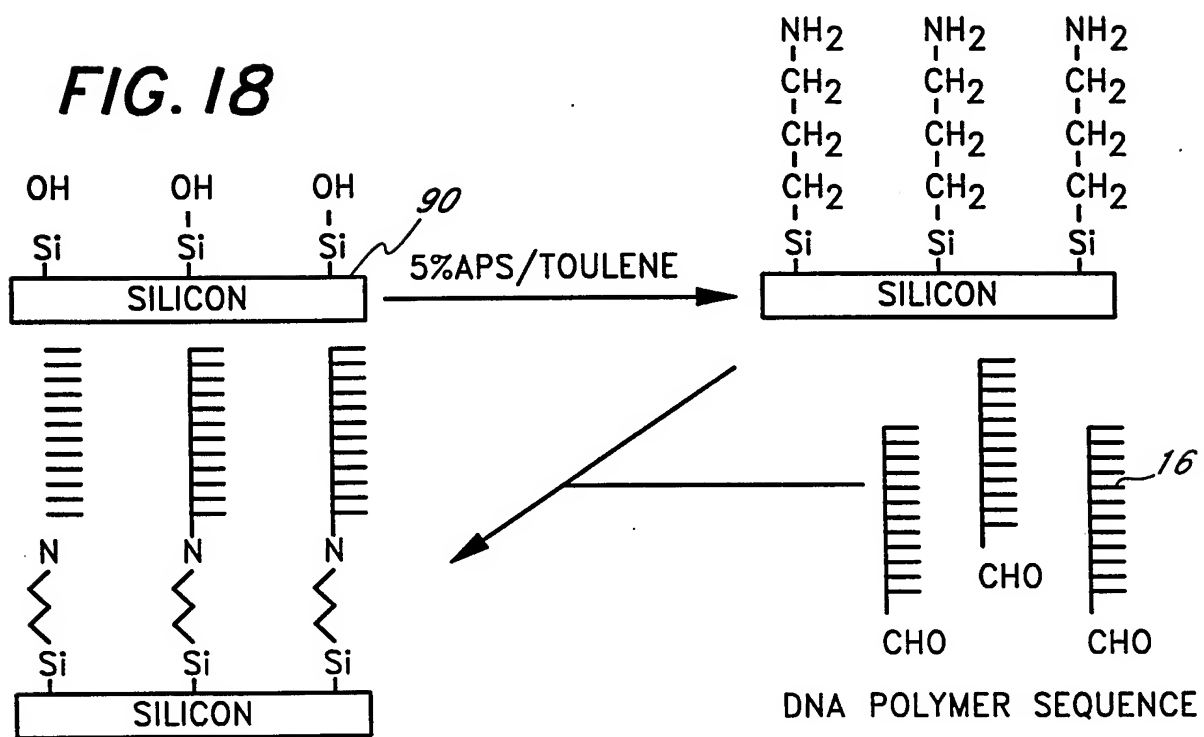 FIG. 18
OH OH OH
Si Si Si
90
SILICON
5%APS/TOULENE
NH2 NH2 NH2
CH2 CH2 CH2
CH2 CH2 CH2
CH2 CH2 CH2
Si Si Si
SILICON
16
CHO
CHO CHO
DNA POLYMER SEQUENCE
N N N
Si Si Si
SILICON